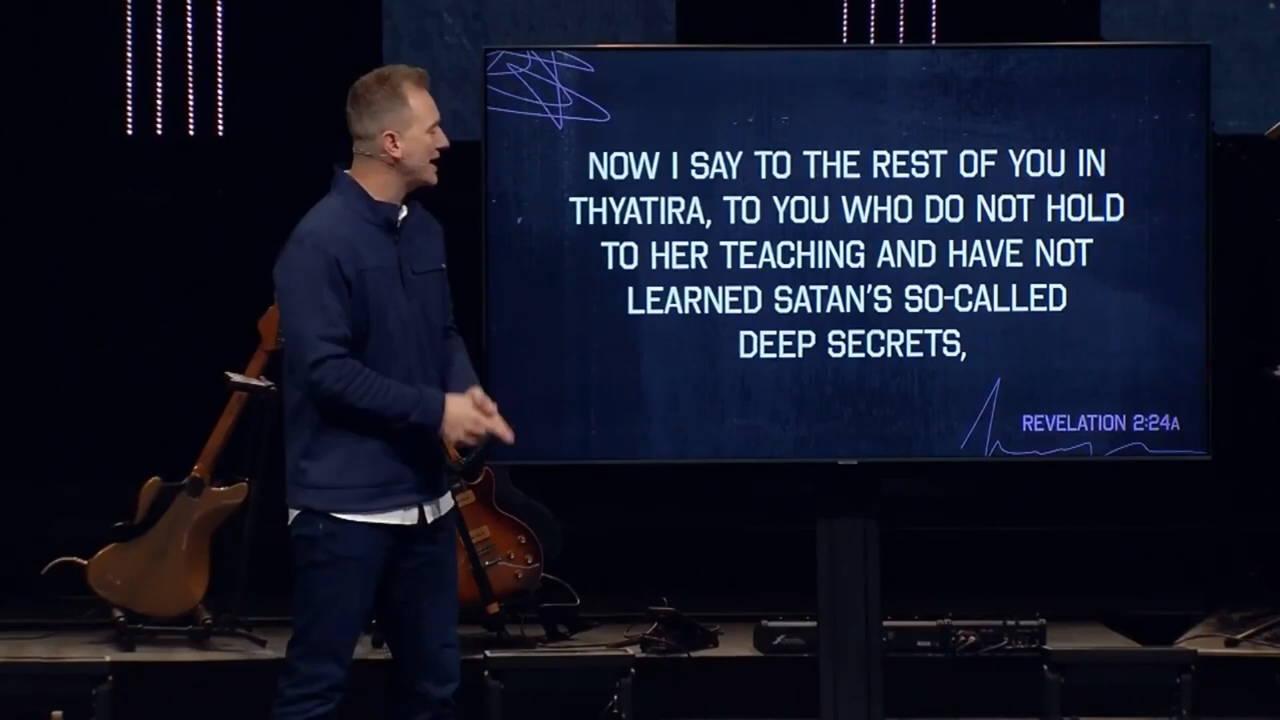 NOW I SAY TO THE REST OF YOU IN
THYATIRA, TO YOU WHO DO NOT HOLD
TO HER TEACHING AND HAVE NOT
LEARNED SATAN'S SO-CALLED
DEEP SECRETS,
REVELATION 2:24A